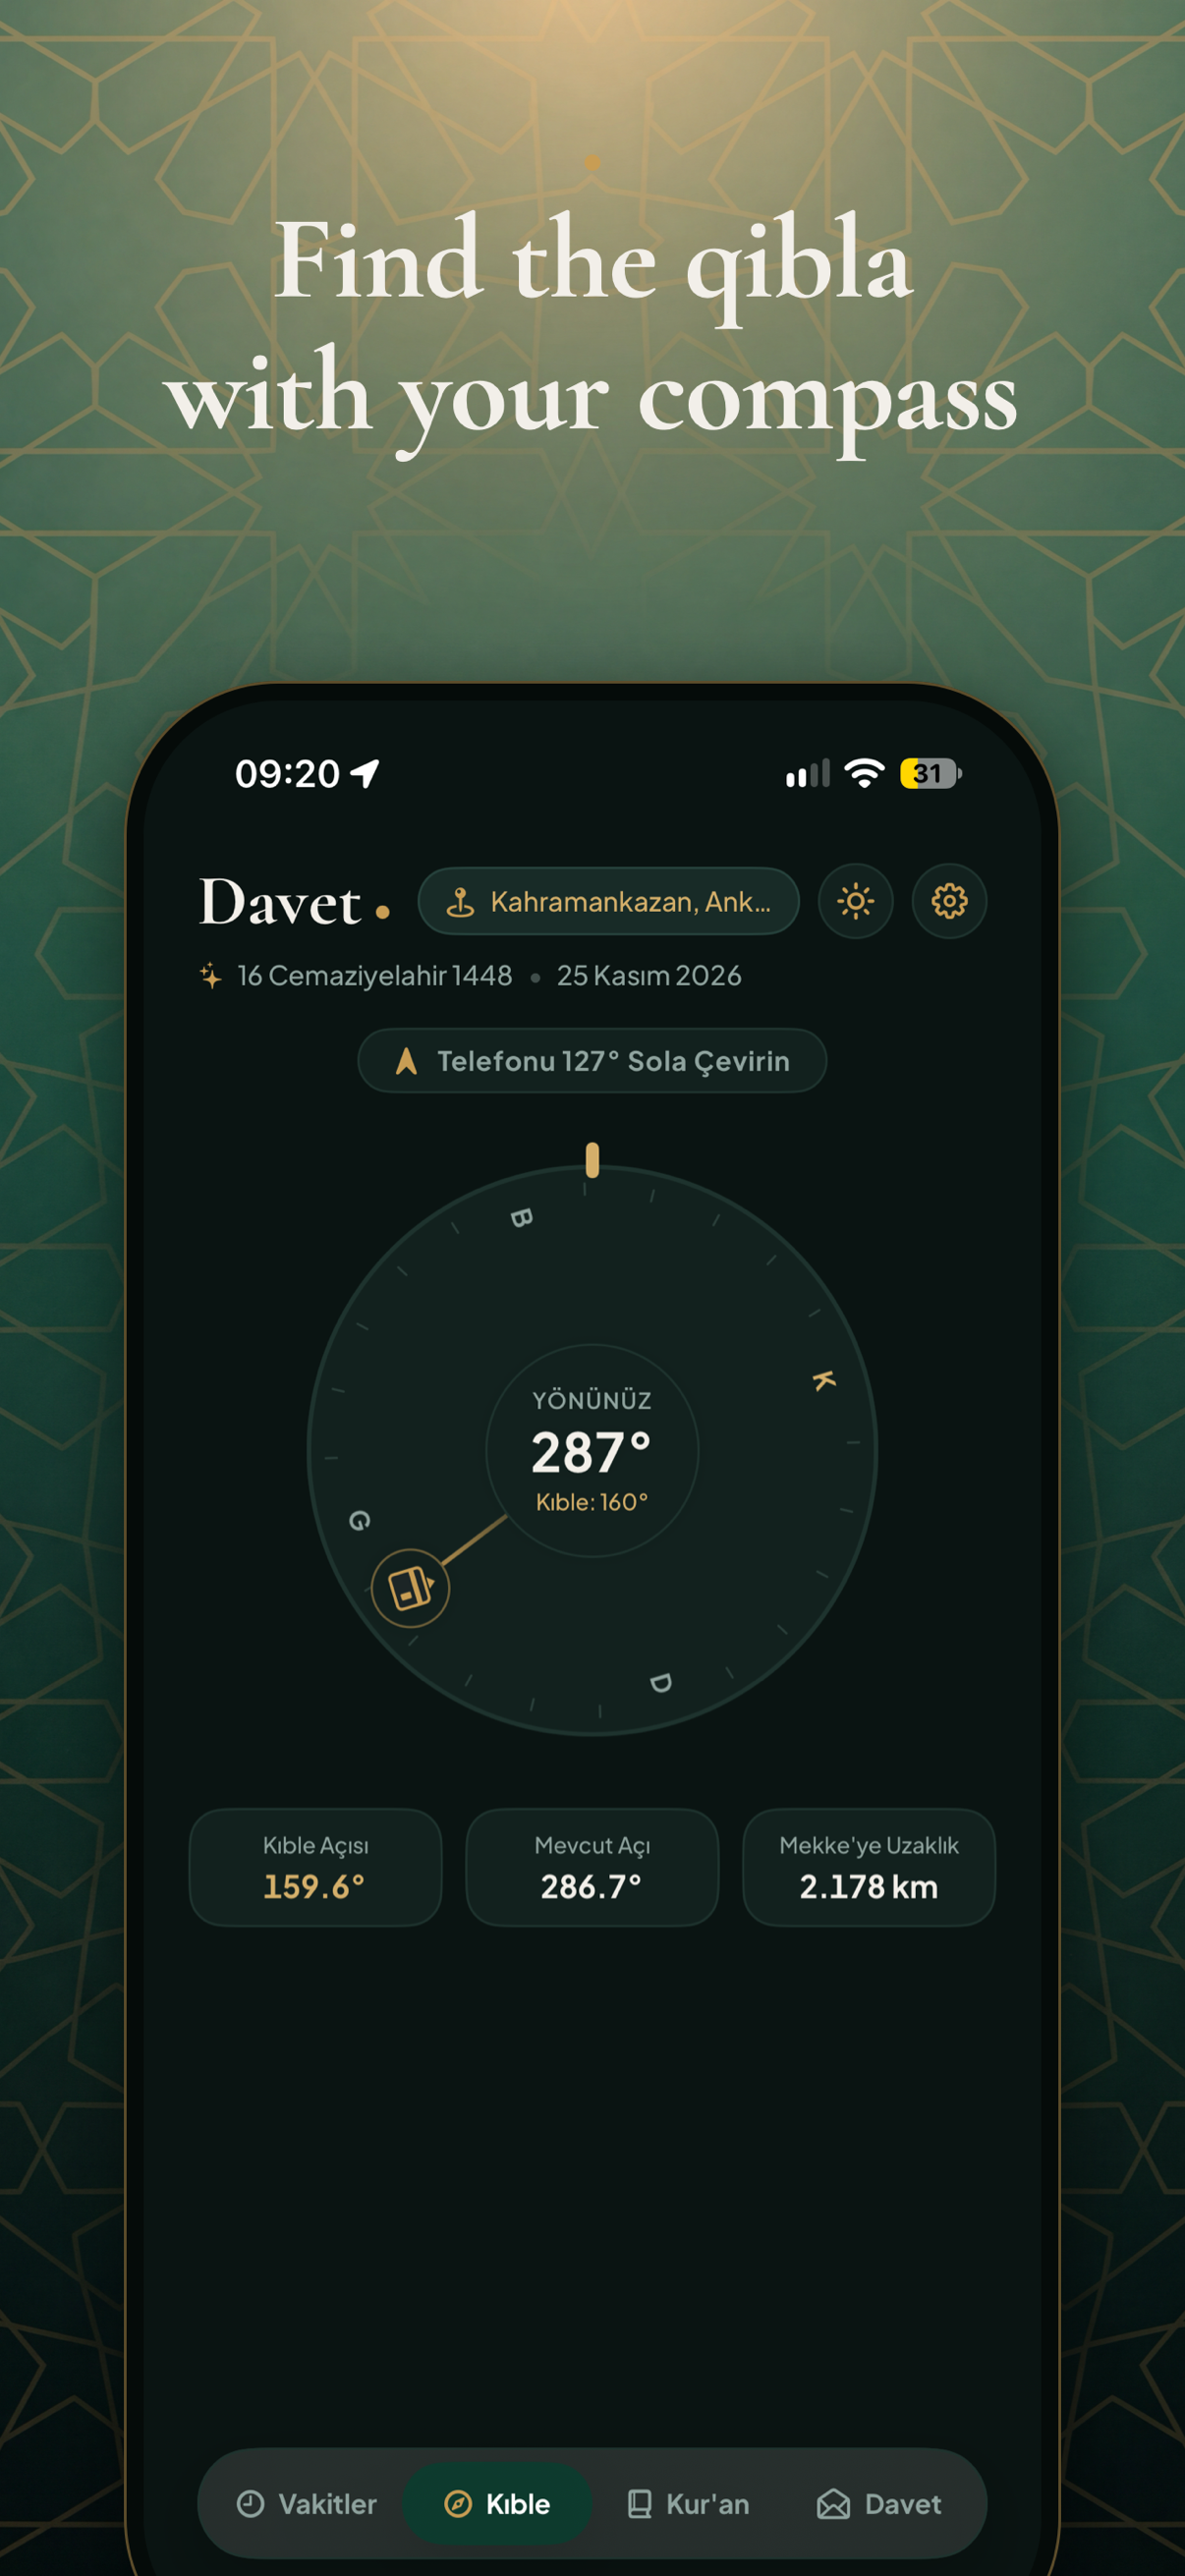 Find the qibla
with your compass
09:20
31
Davet
Kahramankazan, Ank...
16 Cemaziyelahir 1448 • 25 Kasım 2026
Telefonu 127° Sola Çevirin
B
K
YÖNÜNÜZ
287°
Kıble: 160°
G
D
Kıble Açısı
159.6°
Mevcut Açı
286.7°
Mekke'ye Uzaklık
2.178 km
Vakitler
Kıble
Kur'an
Davet